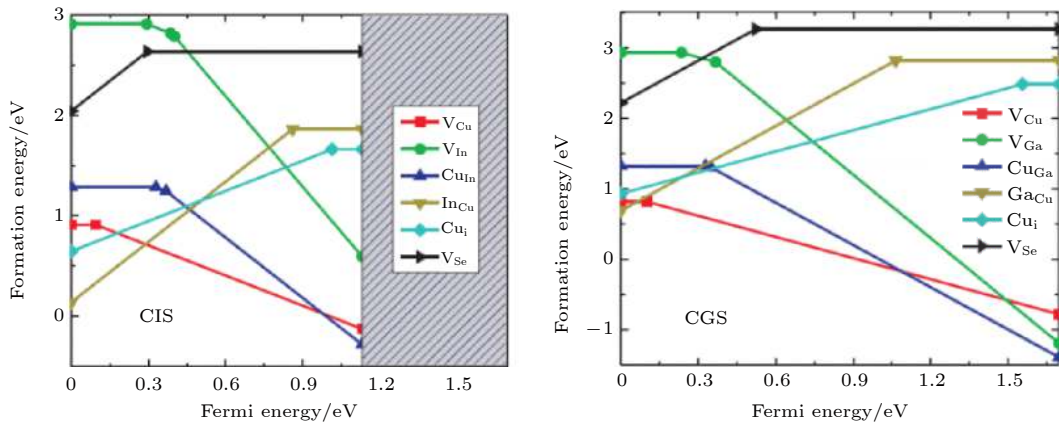 3
2
1
0
Formation energy/eV
0 0.3 0.6 0.9 1.2 1.5
Fermi energy/eV
CIS
V_Cu
V_In
Cu_In
In_Cu
Cu_i
V_Se
3
2
1
0
−1
Formation energy/eV
0 0.3 0.6 0.9 1.2 1.5
Fermi energy/eV
CGS
V_Cu
V_Ga
Cu_Ga
Ga_Cu
Cu_i
V_Se